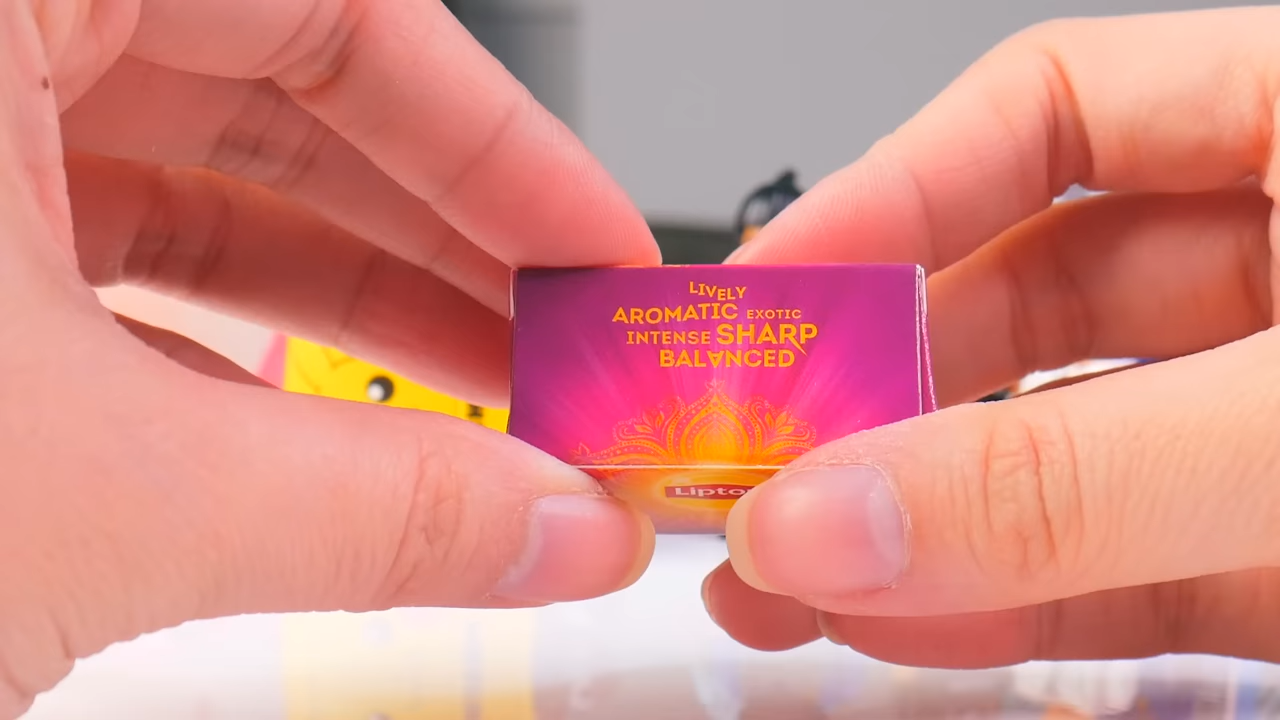 LIVELY
AROMATIC EXOTIC
INTENSE SHARP
BALANCED
Lipton